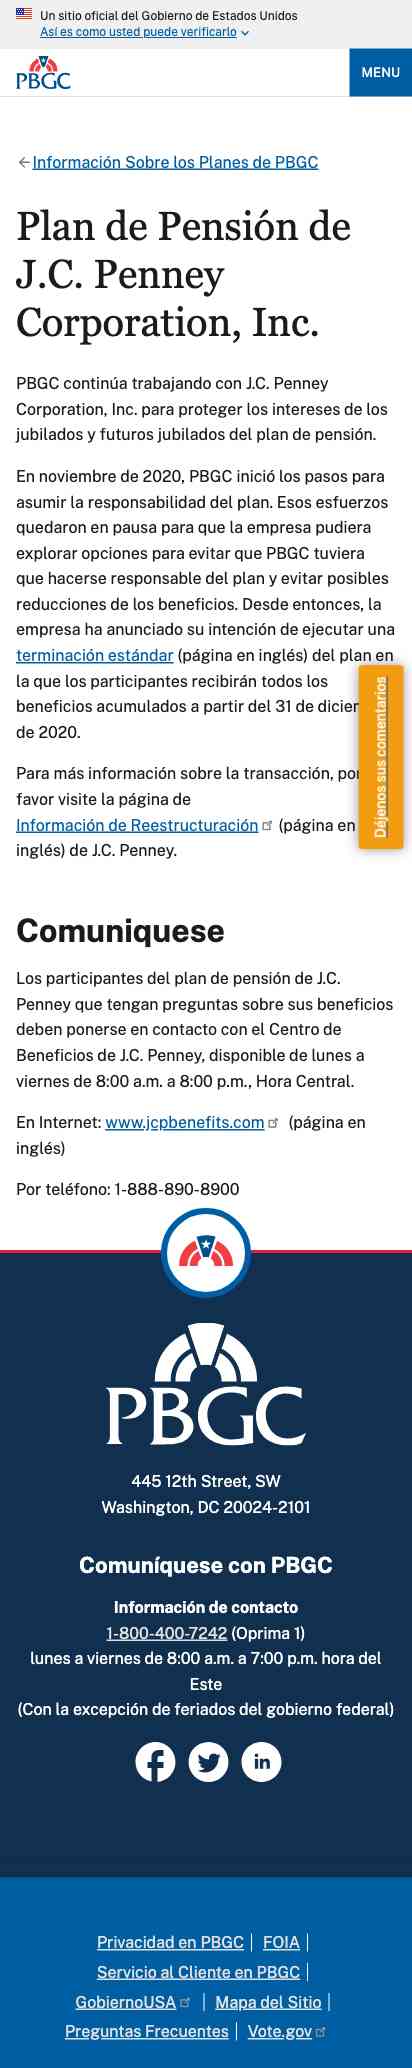 Un sitio oficial del Gobierno de Estados Unidos
Así es como usted puede verificarlo
PBGC
MENU
Información Sobre los Planes de PBGC
Plan de Pensión de
J.C. Penney
Corporation, Inc.
PBGC continúa trabajando con J.C. Penney
Corporation, Inc. para proteger los intereses de los
jubilados y futuros jubilados del plan de pensión.
En noviembre de 2020, PBGC inició los pasos para
asumir la responsabilidad del plan. Esos esfuerzos
quedaron en pausa para que la empresa pudiera
explorar opciones para evitar que PBGC tuviera
que hacerse responsable del plan y evitar posibles
reducciones de los beneficios. Desde entonces, la
empresa ha anunciado su intención de ejecutar una
terminación estándar (página en inglés) del plan en
la que los participantes recibirán todos los
beneficios acumulados a partir del 31 de
de 2020.
Déjenos sus comentarios
Para más información sobre la transacción, por
favor visite la página de
Información de Reestructuración (página en
inglés) de J.C. Penney.
Comuniquese
Los participantes del plan de pensión de J.C.
Penney que tengan preguntas sobre sus beneficios
deben ponerse en contacto con el Centro de
Beneficios de J.C. Penney, disponible de lunes a
viernes de 8:00 a.m. a 8:00 p.m., Hora Central.
En Internet: www.jcpbenefits.com (página en
inglés)
Por teléfono: 1-888-890-8900
PBGC
445 12th Street, SW
Washington, DC 20024-2101
Comuníquese con PBGC
Información de contacto
1-800-400-7242 (Oprima 1)
lunes a viernes de 8:00 a.m. a 7:00 p.m. hora del
Este
(Con la excepción de feriados del gobierno federal)
Privacidad en PBGC | FOIA |
Servicio al Cliente en PBGC |
GobiernoUSA | Mapa del Sitio |
Preguntas Frecuentes | Vote.gov